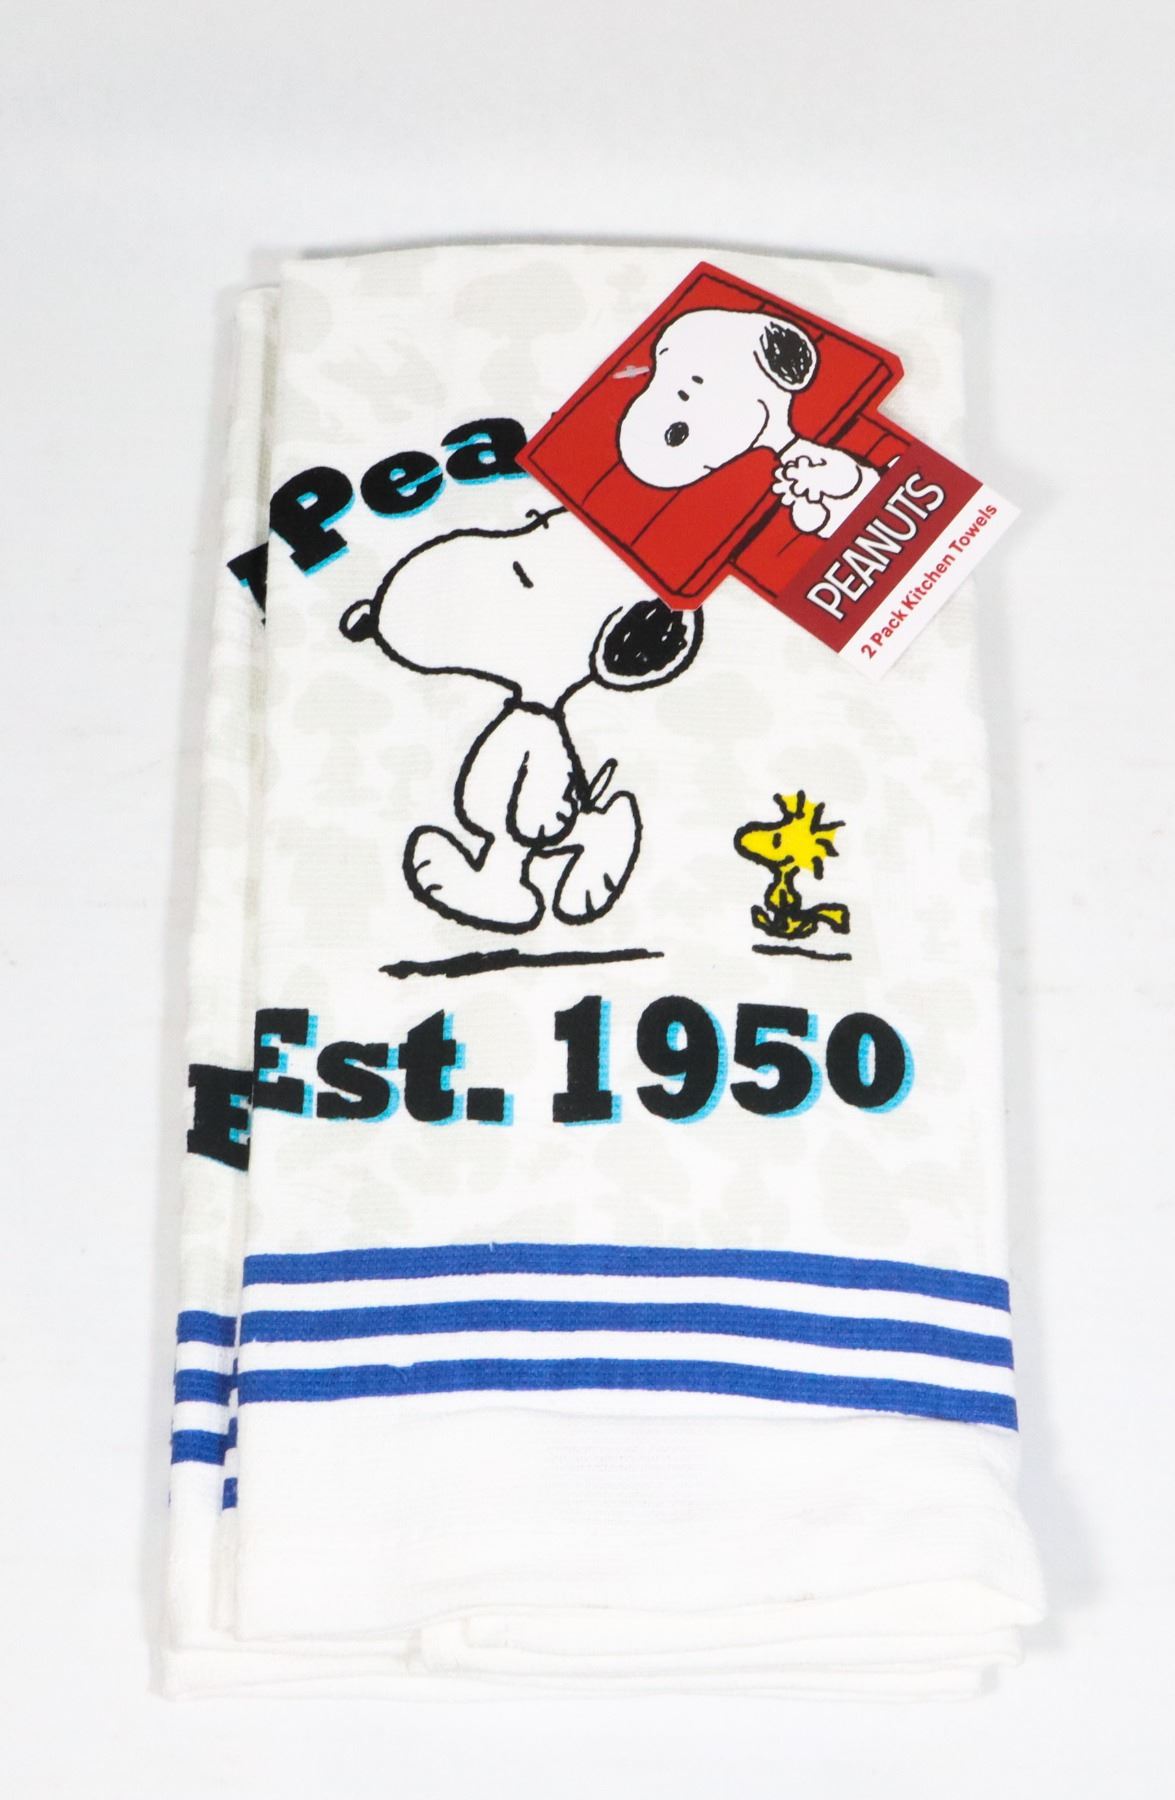 Pea
PEANUTS
2 Pack Kitchen Towels
Est. 1950
E